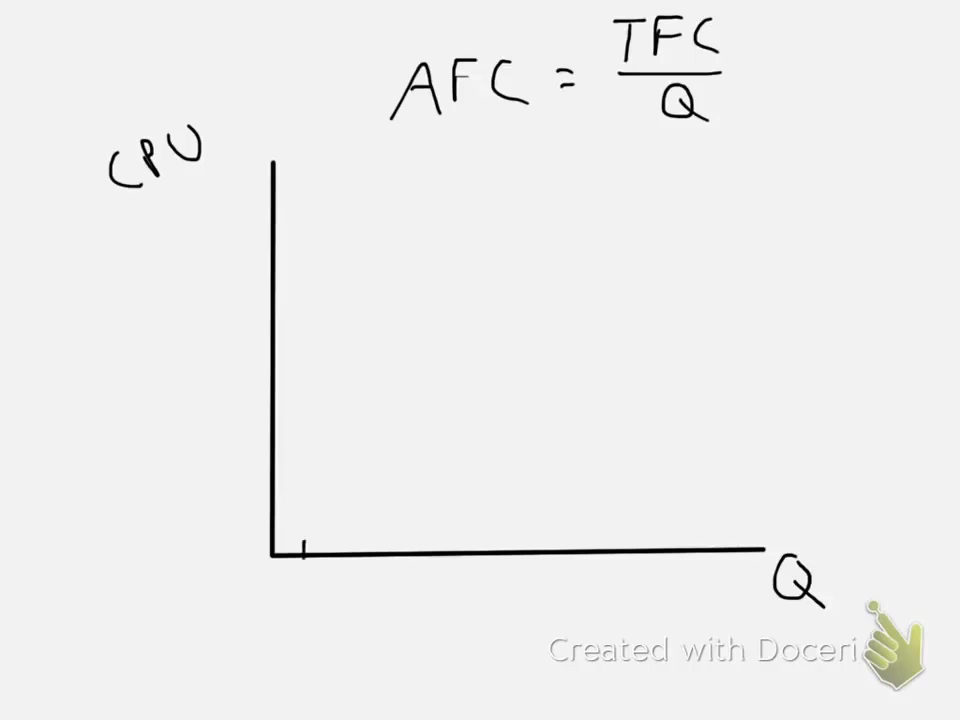 AFC = TFC / Q
CPU
Q
Created with Doceri